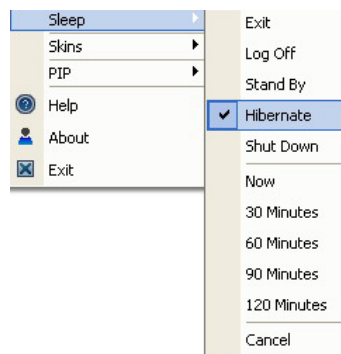 Sleep
Skins
PIP
Help
About
Exit
Exit
Log Off
Stand By
Hibernate
Shut Down
Now
30 Minutes
60 Minutes
90 Minutes
120 Minutes
Cancel